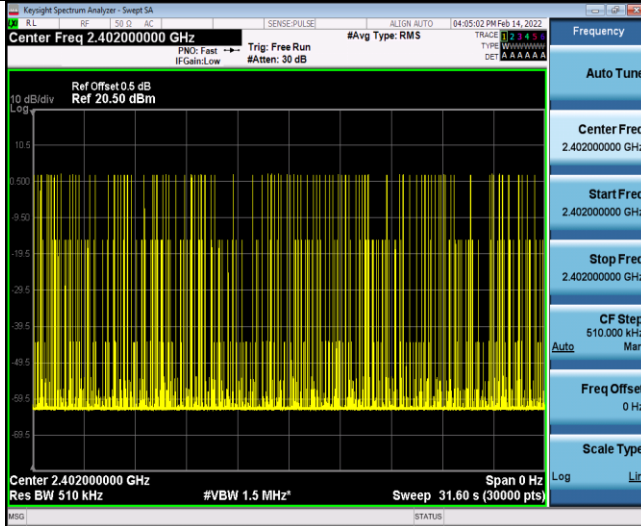 Keysight Spectrum Analyzer - Swept SA
LXI RL RF 50 Ω AC SENSE:PULSE ALIGN AUTO 04:05:02 PM Feb 14, 2022
Center Freq 2.402000000 GHz
PNO: Fast
IFGain:Low
Trig: Free Run
#Atten: 30 dB
#Avg Type: RMS
TRACE 1 2 3 4 5 6
TYPE WWWWWW
DET A A A A A A
Ref Offset 0.5 dB
10 dB/div Ref 20.50 dBm
Log
10.5
0.500
-9.50
-19.5
-29.5
-39.5
-49.5
-59.5
-69.5
Center 2.402000000 GHz Span 0 Hz
Res BW 510 kHz #VBW 1.5 MHz* Sweep 31.60 s (30000 pts)
MSG STATUS
Frequency
Auto Tune
Center Freq
2.402000000 GHz
Start Freq
2.402000000 GHz
Stop Freq
2.402000000 GHz
CF Step
510.000 kHz
Auto Man
Freq Offset
0 Hz
Scale Type
Log Lin